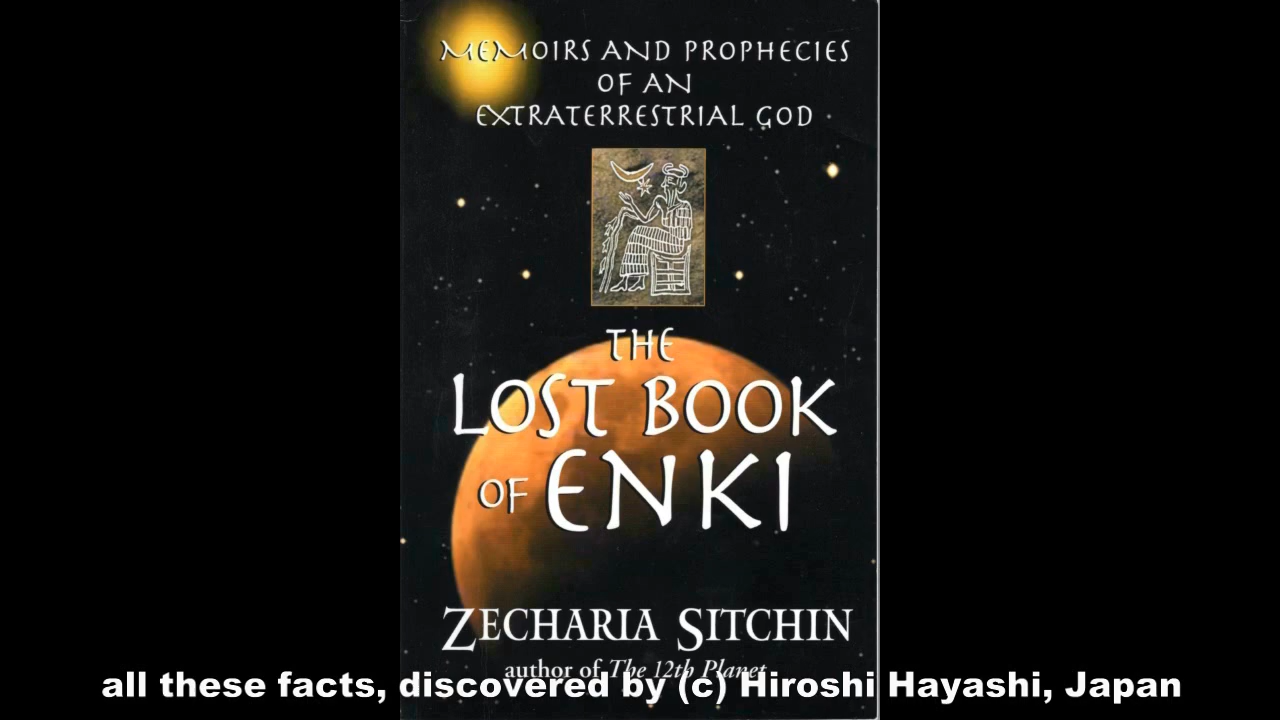 MEMOIRS AND PROPHECIES
OF AN
EXTRATERRESTRIAL GOD
THE
LOST BOOK
OF ENKI
ZECHARIA SITCHIN
author of The 12th Planet
all these facts, discovered by (c) Hiroshi Hayashi, Japan